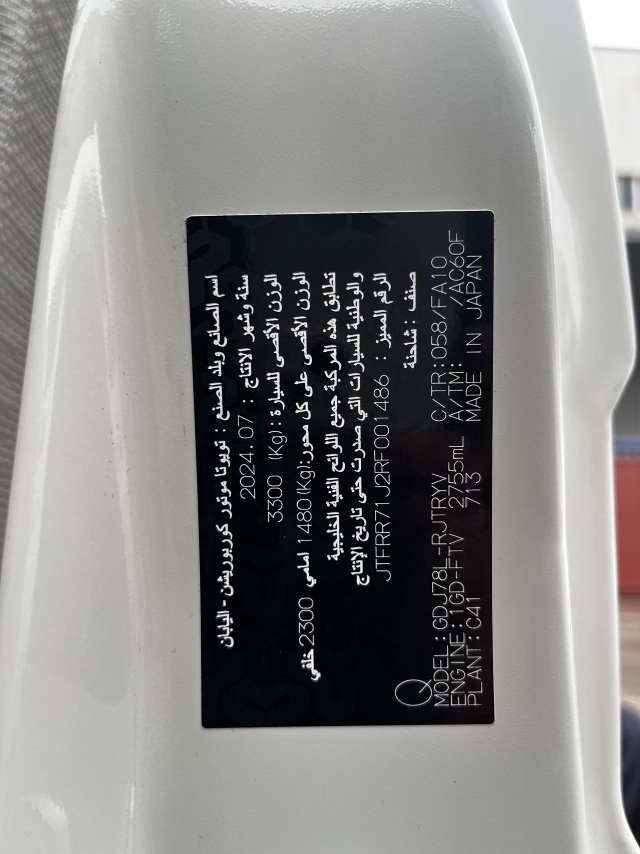 اسم الصانع وبلد الصنع : تويوتا موتور كوربوريشن - اليابان
سنة وشهر الانتاج : 2024.07
الوزن الأقصى للسيارة :(Kg) 3300
الوزن الأقصى على كل محور:(Kg)1480 امامي 2300 خلفي
تطابق هذه المركبة جميع اللوائح الفنية الخليجية
والوطنية للسيارات التي صدرت حتى تاريخ الإنتاج
الرقم المميز : JTFRR71J2RF001486
صنف : شاحنة
Q
MODEL:GDJ78L-RJTRYV C/TR:058/FA10
ENGINE:1GD-FTV 2755mL A/TM: /AC60F
PLANT:C41 713 MADE IN JAPAN